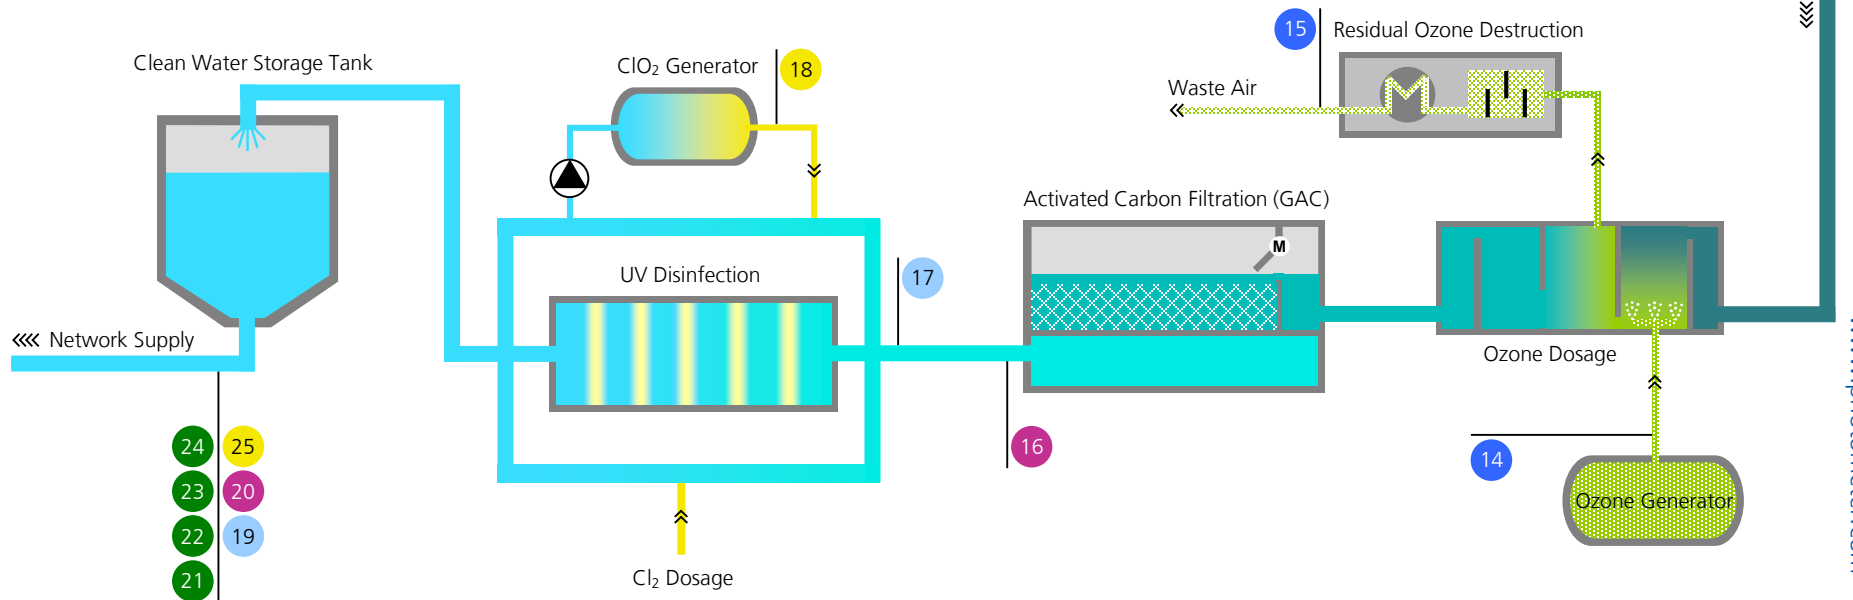 15
Residual Ozone Destruction
Clean Water Storage Tank
ClO₂ Generator
18
Waste Air
Activated Carbon Filtration (GAC)
M
UV Disinfection
17
Network Supply
Ozone Dosage
24 25
16
14
23 20
Ozone Generator
22 19
21
Cl₂ Dosage